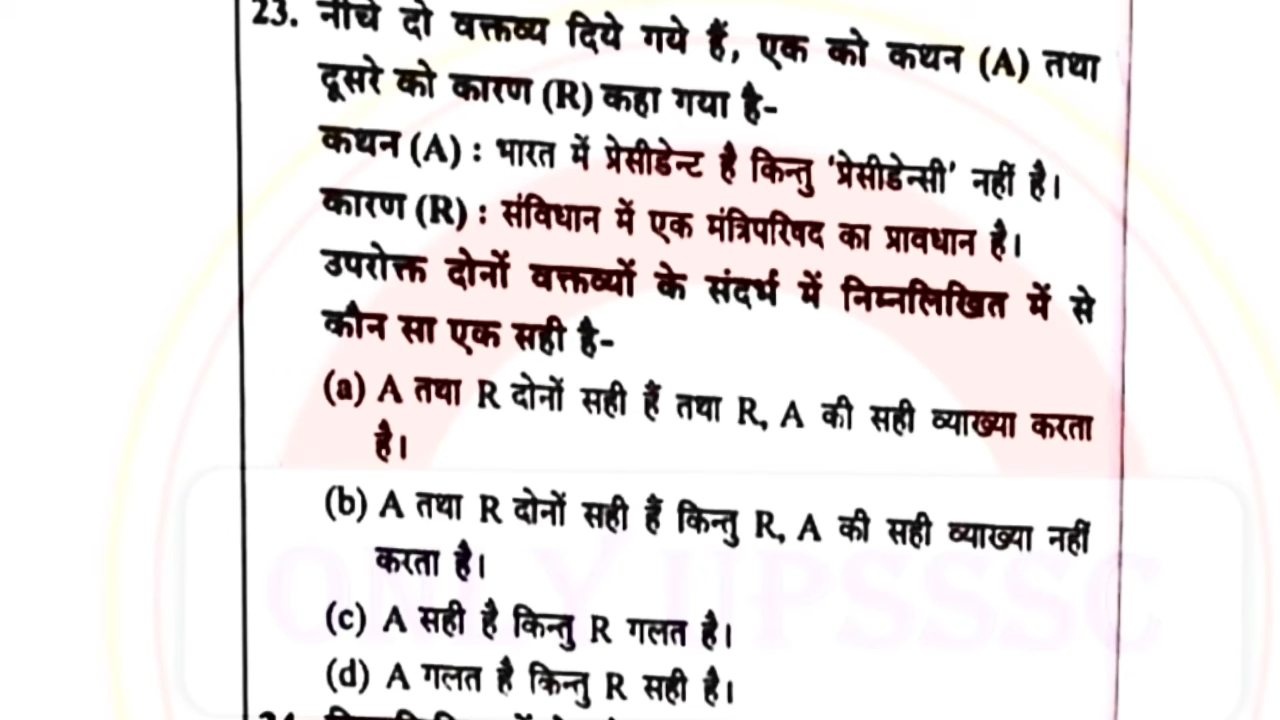 23. नीचे दो वक्तव्य दिये गये हैं, एक को कथन (A) तथा
दूसरे को कारण (R) कहा गया है-
कथन (A) : भारत में प्रेसीडेन्ट है किन्तु 'प्रेसीडेन्सी' नहीं है।
कारण (R) : संविधान में एक मंत्रिपरिषद का प्रावधान है।
उपरोक्त दोनों वक्तव्यों के संदर्भ में निम्नलिखित में से
कौन सा एक सही है-
(a) A तथा R दोनों सही हैं तथा R, A की सही व्याख्या करता
है।
(b) A तथा R दोनों सही हैं किन्तु R, A की सही व्याख्या नहीं
करता है।
(c) A सही है किन्तु R गलत है।
(d) A गलत है किन्तु R सही है।
ONLY UPSSSC